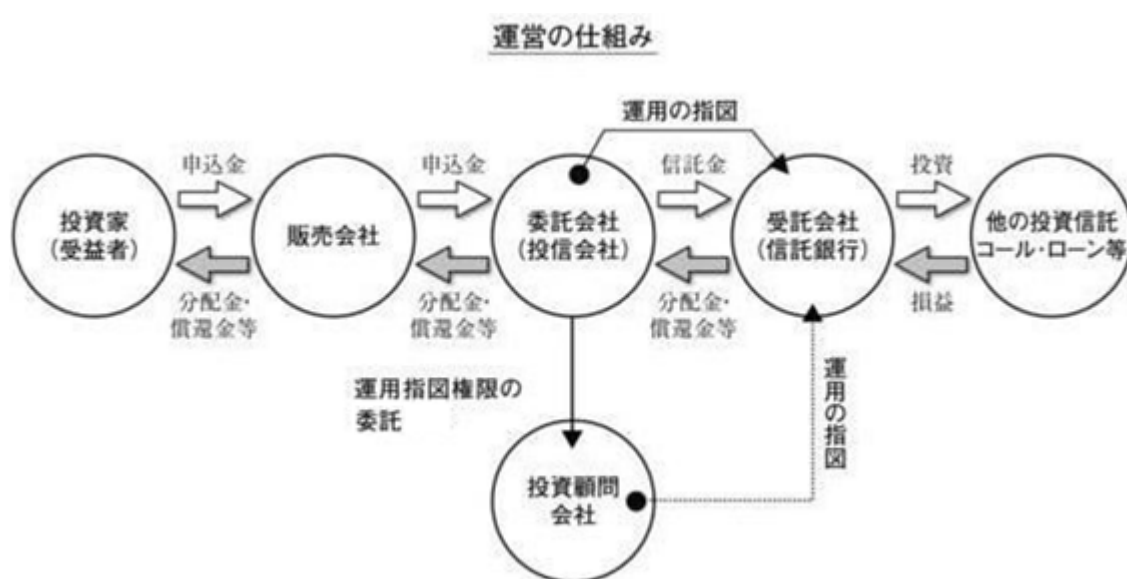 運営の仕組み
運用の指図
申込金
申込金
信託金
投資
投資家
(受益者)
販売会社
委託会社
(投信会社)
受託会社
(信託銀行)
他の投資信託
コール・ローン等
分配金・
償還金等
分配金・
償還金等
分配金・
償還金等
損益
運用指図権限の
委託
運用の指図
投資顧問
会社